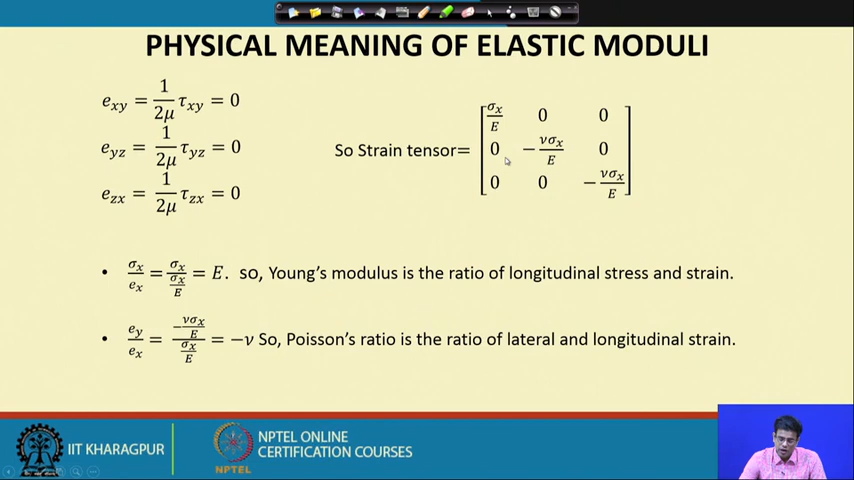 PHYSICAL MEANING OF ELASTIC MODULI
e_xy = 1/2μ τ_xy = 0
e_yz = 1/2μ τ_yz = 0
e_zx = 1/2μ τ_zx = 0
So Strain tensor= [σ_x/E 0 0
0 −νσ_x/E 0
0 0 −νσ_x/E]
• σ_x/e_x = σ_x/(σ_x/E) = E. so, Young's modulus is the ratio of longitudinal stress and strain.
• e_y/e_x = (−νσ_x/E)/(σ_x/E) = −ν So, Poisson's ratio is the ratio of lateral and longitudinal strain.
IIT KHARAGPUR
NPTEL
NPTEL ONLINE
CERTIFICATION COURSES